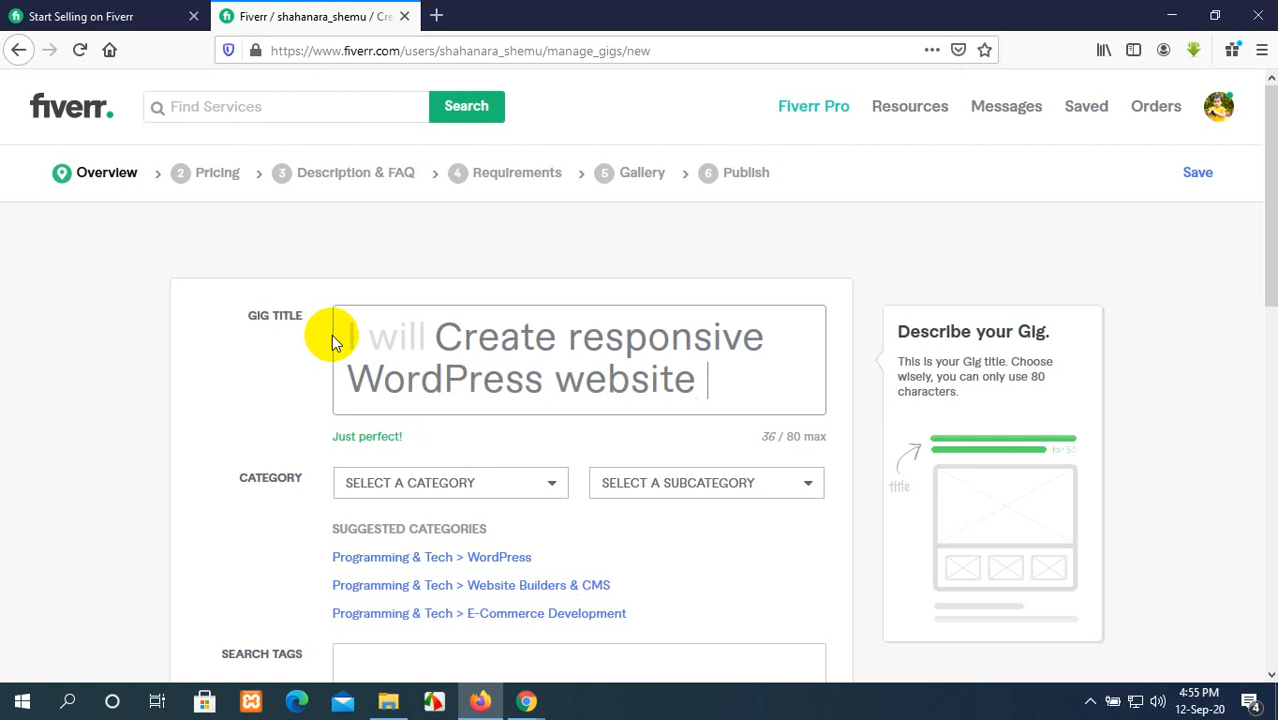 Start Selling on Fiverr
Fiverr / shahanara_shemu / Cre
https://www.fiverr.com/users/shahanara_shemu/manage_gigs/new
fiverr.
Find Services
Search
Fiverr Pro
Resources
Messages
Saved
Orders
Overview
2 Pricing
3 Description & FAQ
4 Requirements
5 Gallery
6 Publish
Save
GIG TITLE
I will Create responsive
WordPress website
Just perfect!
36 / 80 max
Describe your Gig.
This is your Gig title. Choose
wisely, you can only use 80
characters.
title
for $5
CATEGORY
SELECT A CATEGORY
SELECT A SUBCATEGORY
SUGGESTED CATEGORIES
Programming & Tech > WordPress
Programming & Tech > Website Builders & CMS
Programming & Tech > E-Commerce Development
SEARCH TAGS
4:55 PM
12-Sep-20
4